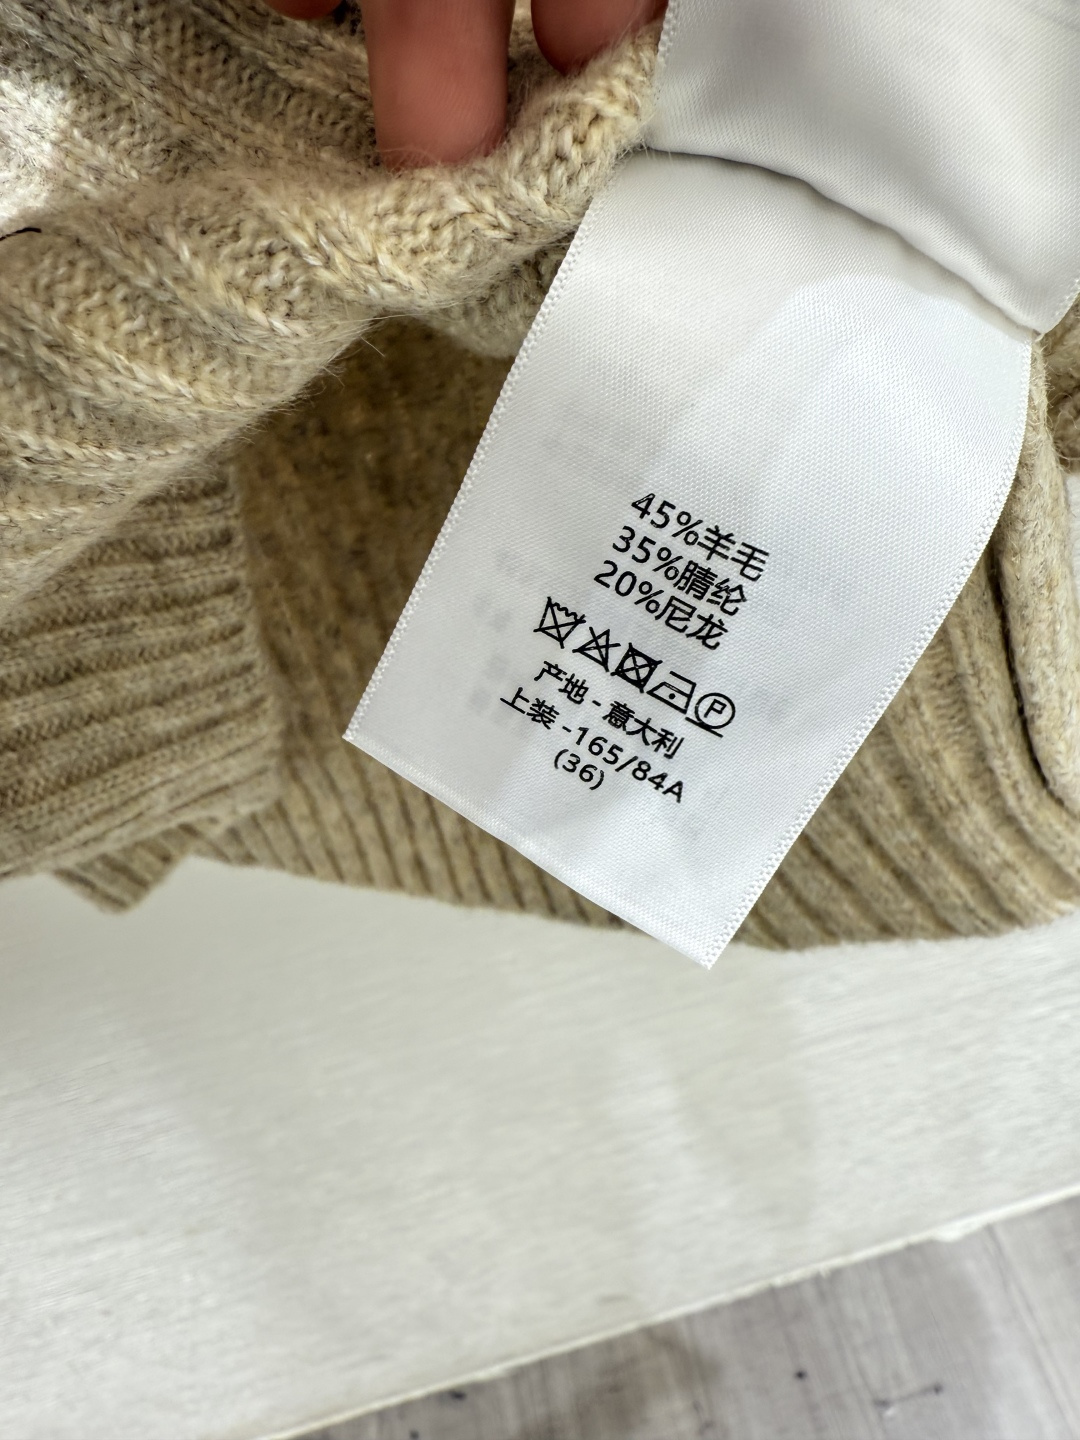 45%羊毛
35%腈纶
20%尼龙
P
产地 - 意大利
上装 -165/84A
(36)